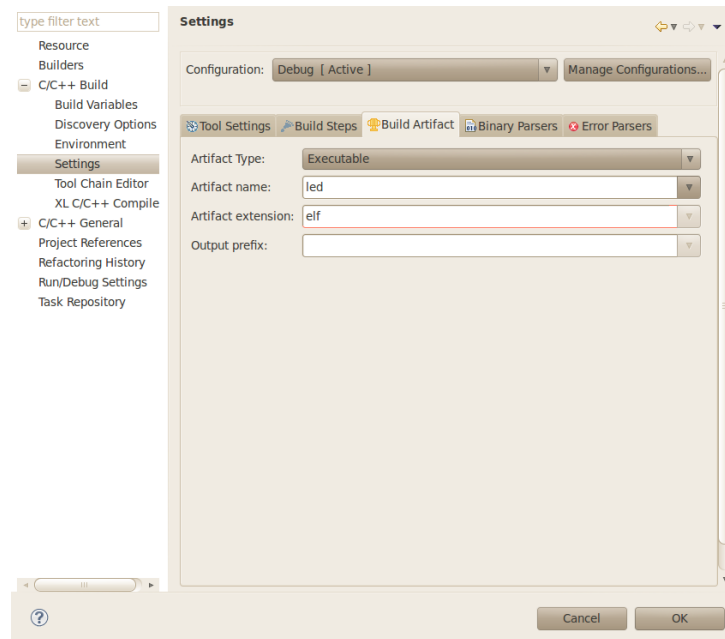 type filter text
Resource
Builders
C/C++ Build
Build Variables
Discovery Options
Environment
Settings
Tool Chain Editor
XL C/C++ Compile
C/C++ General
Project References
Refactoring History
Run/Debug Settings
Task Repository
Settings
Configuration: Debug [ Active ] Manage Configurations...
Tool Settings Build Steps Build Artifact Binary Parsers Error Parsers
Artifact Type: Executable
Artifact name: led
Artifact extension: elf
Output prefix:
Cancel OK